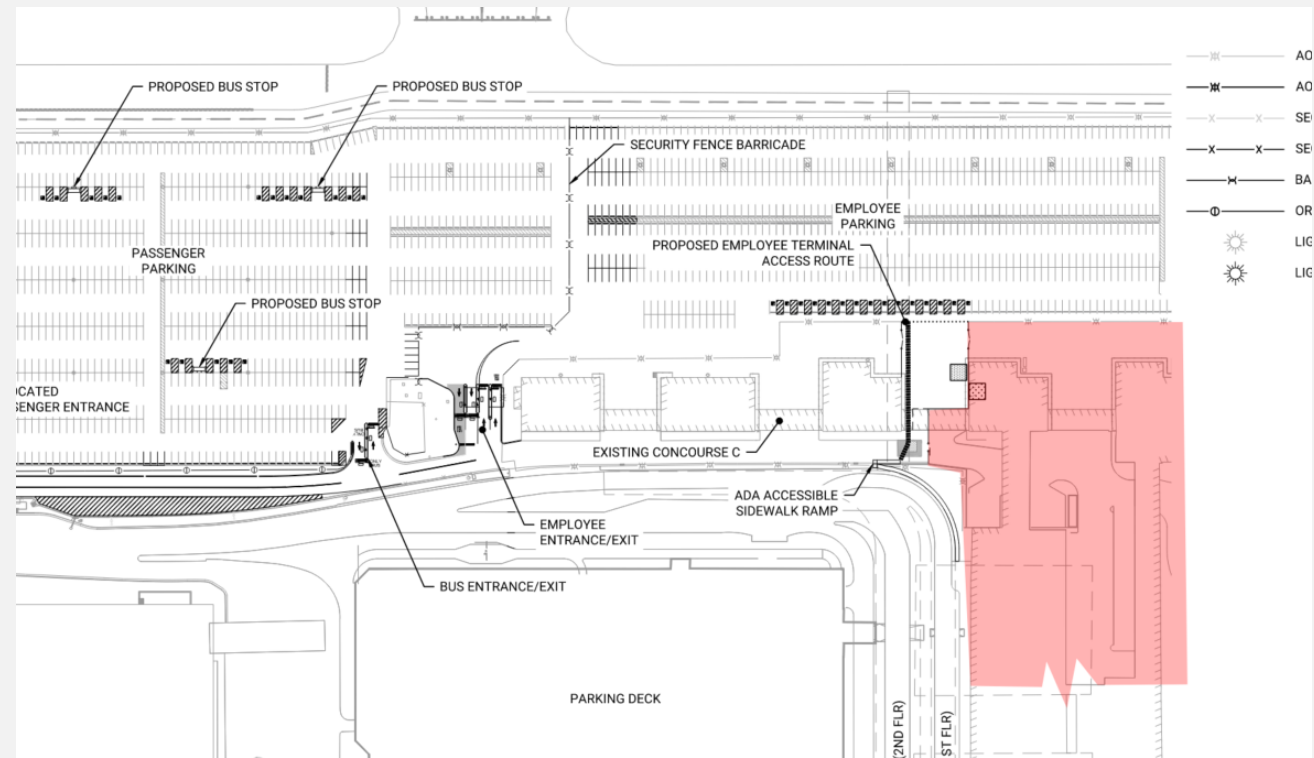 PROPOSED BUS STOP
PROPOSED BUS STOP
SECURITY FENCE BARRICADE
EMPLOYEE
PARKING
PROPOSED EMPLOYEE TERMINAL
ACCESS ROUTE
PASSENGER
PARKING
PROPOSED BUS STOP
OCATED
SENGER ENTRANCE
EXISTING CONCOURSE C
ADA ACCESSIBLE
SIDEWALK RAMP
EMPLOYEE
ENTRANCE/EXIT
BUS ENTRANCE/EXIT
PARKING DECK
(2ND FLR)
ST FLR)
AO
AO
SE
SE
BA
OR
LIG
LIG